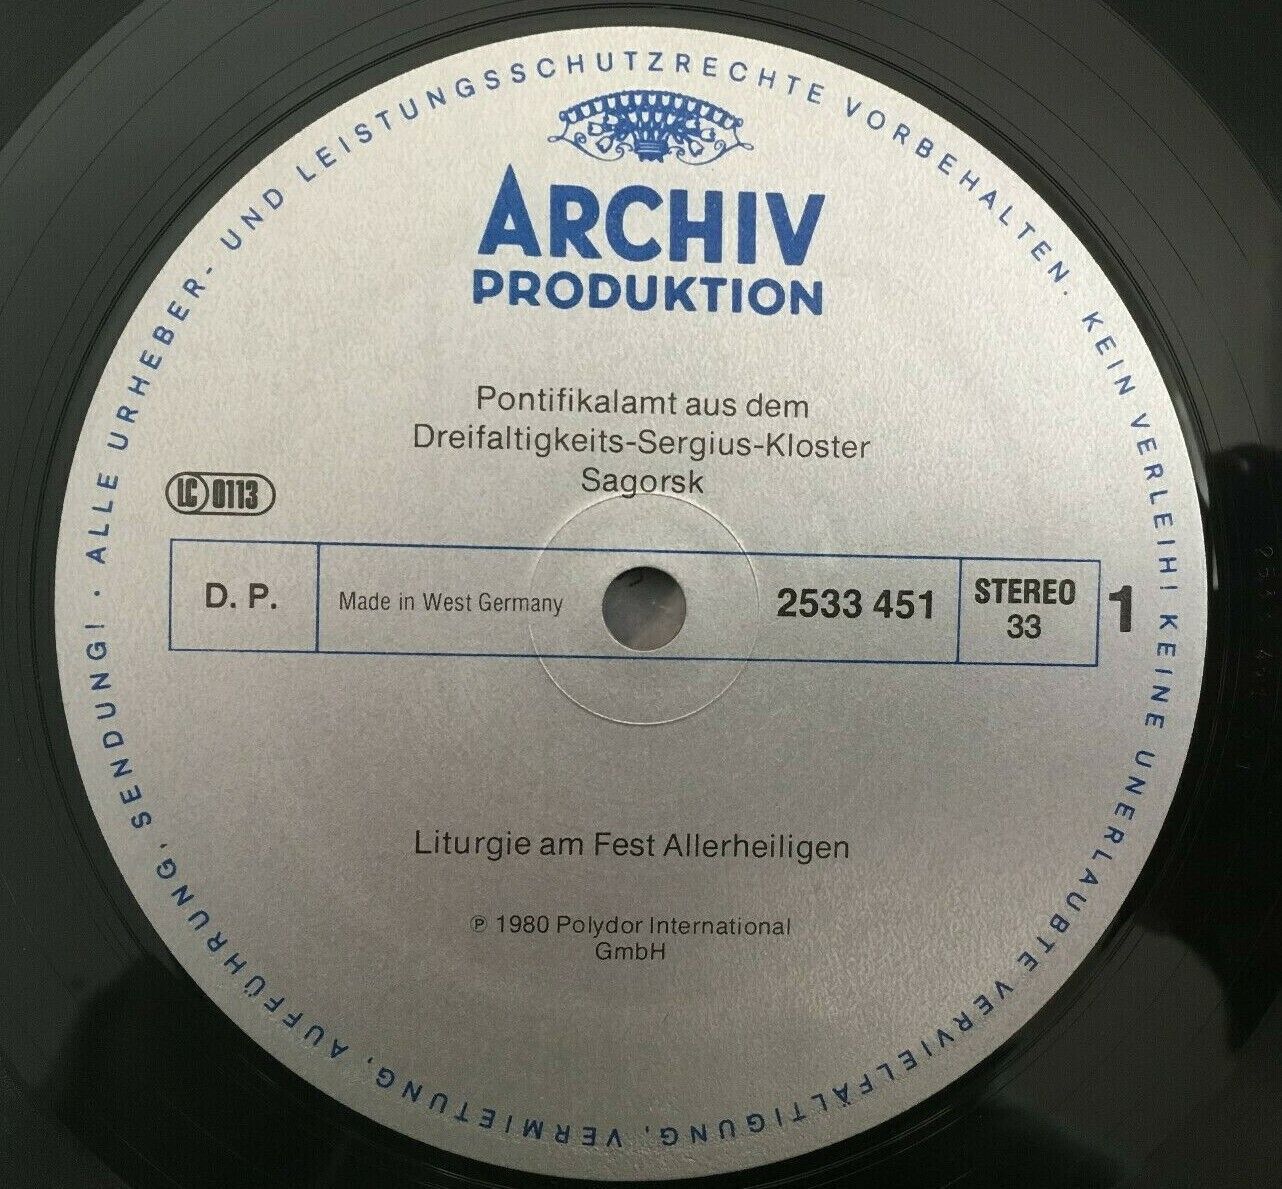 ALLE URHEBER- UND LEISTUNGSSCHUTZRECHTE VORBEHALTEN. KEIN VERLEIH! KEINE UNERLAUBTE VERVIELFÄLTIGUNG, VERMIETUNG, AUFFÜHRUNG, SENDUNG! ·
ARCHIV
PRODUKTION
Pontifikalamt aus dem
Dreifaltigkeits-Sergius-Kloster
Sagorsk
LC 0113
D. P.
Made in West Germany
2533 451
STEREO
33
1
Liturgie am Fest Allerheiligen
℗ 1980 Polydor International
GmbH